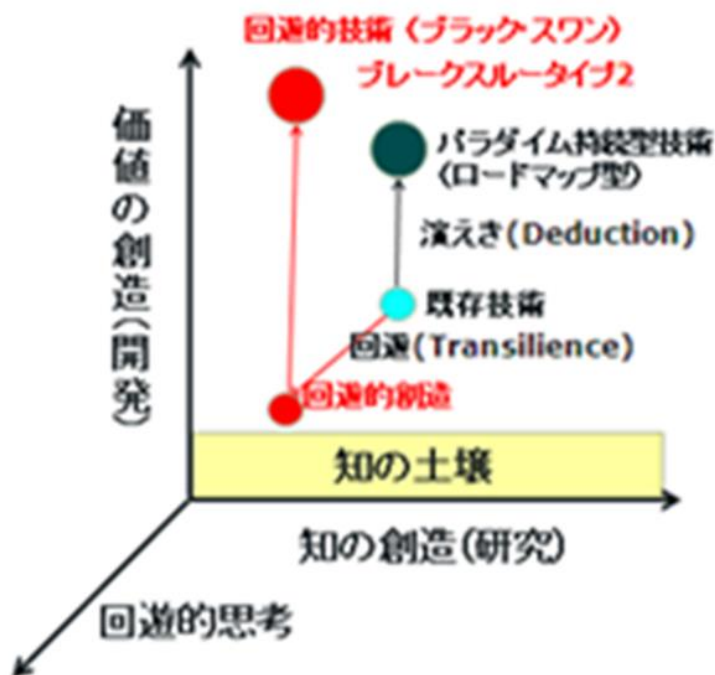 回遊的技術〈ブラック・スワン〉
ブレークスルータイプ2
パラダイム持続型技術
〈ロードマップ型〉
演えき(Deduction)
既存技術
回遊(Transilience)
回遊的創造
価値の創造(開発)
知の土壌
知の創造(研究)
回遊的思考